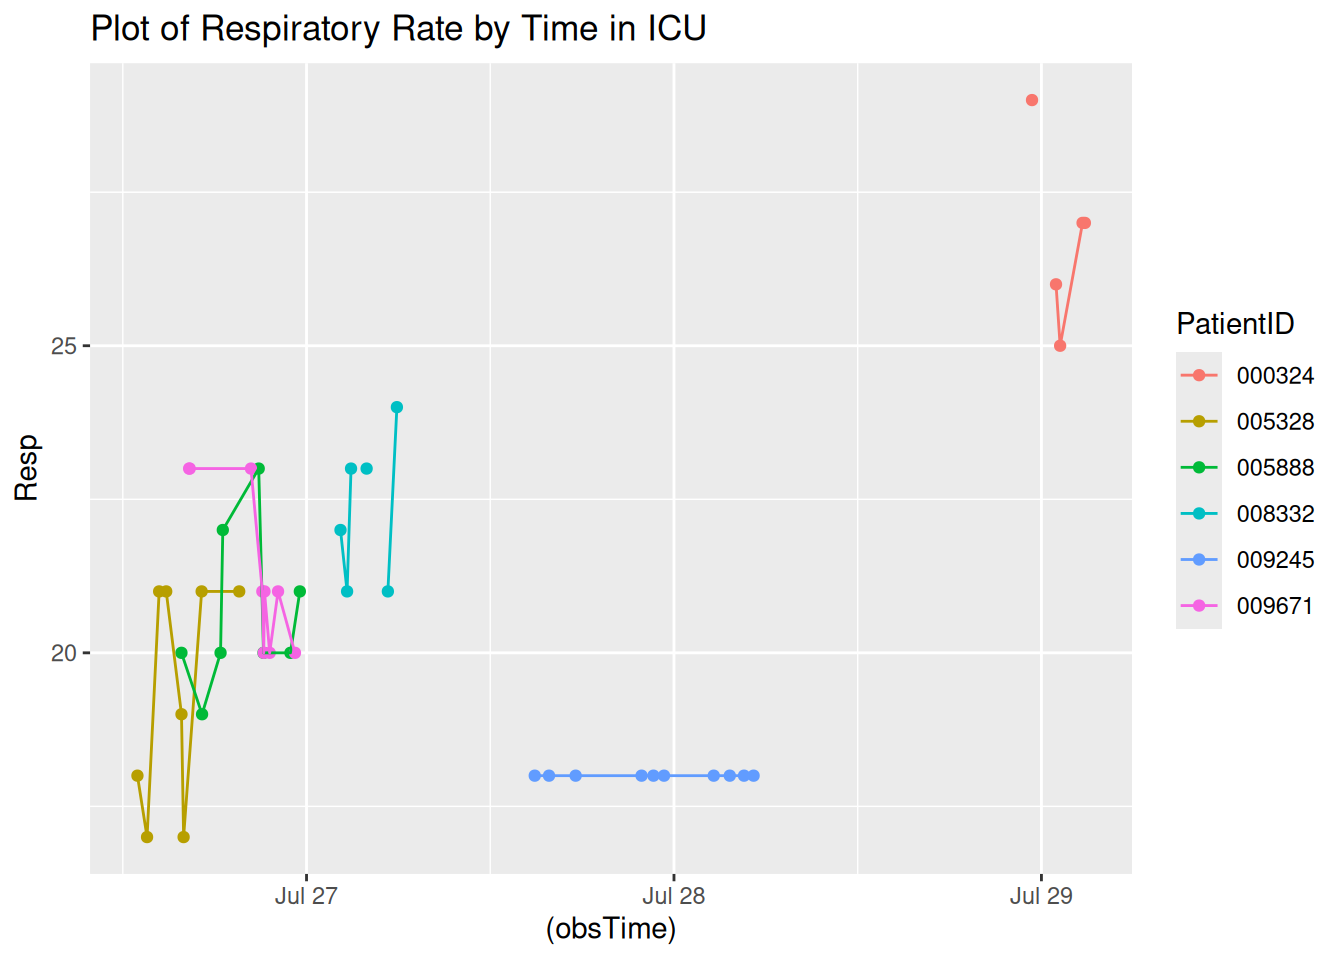 Plot of Respiratory Rate by Time in ICU
25
20
Resp
Jul 27
Jul 28
Jul 29
(obsTime)
PatientID
000324
005328
005888
008332
009245
009671